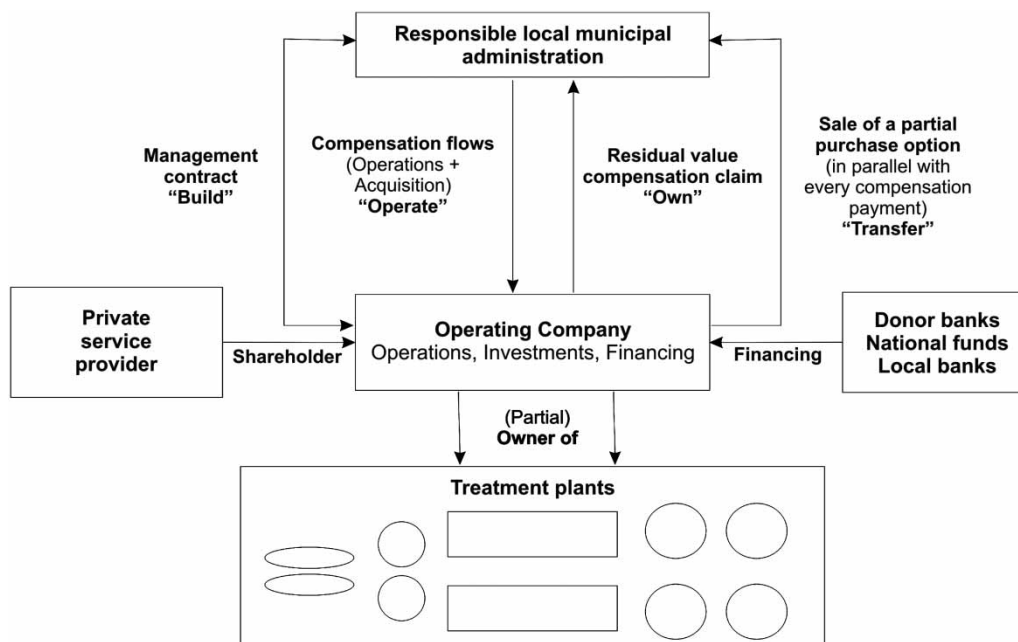 Responsible local municipal
administration
Management
contract
“Build”
Compensation flows
(Operations +
Acquisition)
“Operate”
Residual value
compensation claim
“Own”
Sale of a partial
purchase option
(in parallel with
every compensation
payment)
“Transfer”
Private
service
provider
Shareholder
Operating Company
Operations, Investments, Financing
Financing
Donor banks
National funds
Local banks
(Partial)
Owner of
Treatment plants